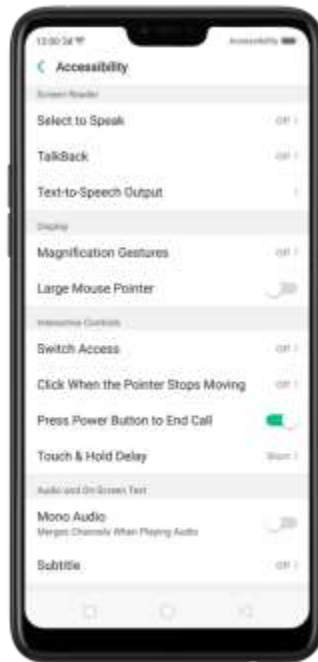 Accessibility
Screen Reader
Select to Speak Off
TalkBack Off
Text-to-Speech Output
Display
Magnification Gestures Off
Large Mouse Pointer
Interactive Controls
Switch Access Off
Click When the Pointer Stops Moving Off
Press Power Button to End Call
Touch & Hold Delay Short
Audio and On-Screen Text
Mono Audio
Merges Channels When Playing Audio
Subtitle Off